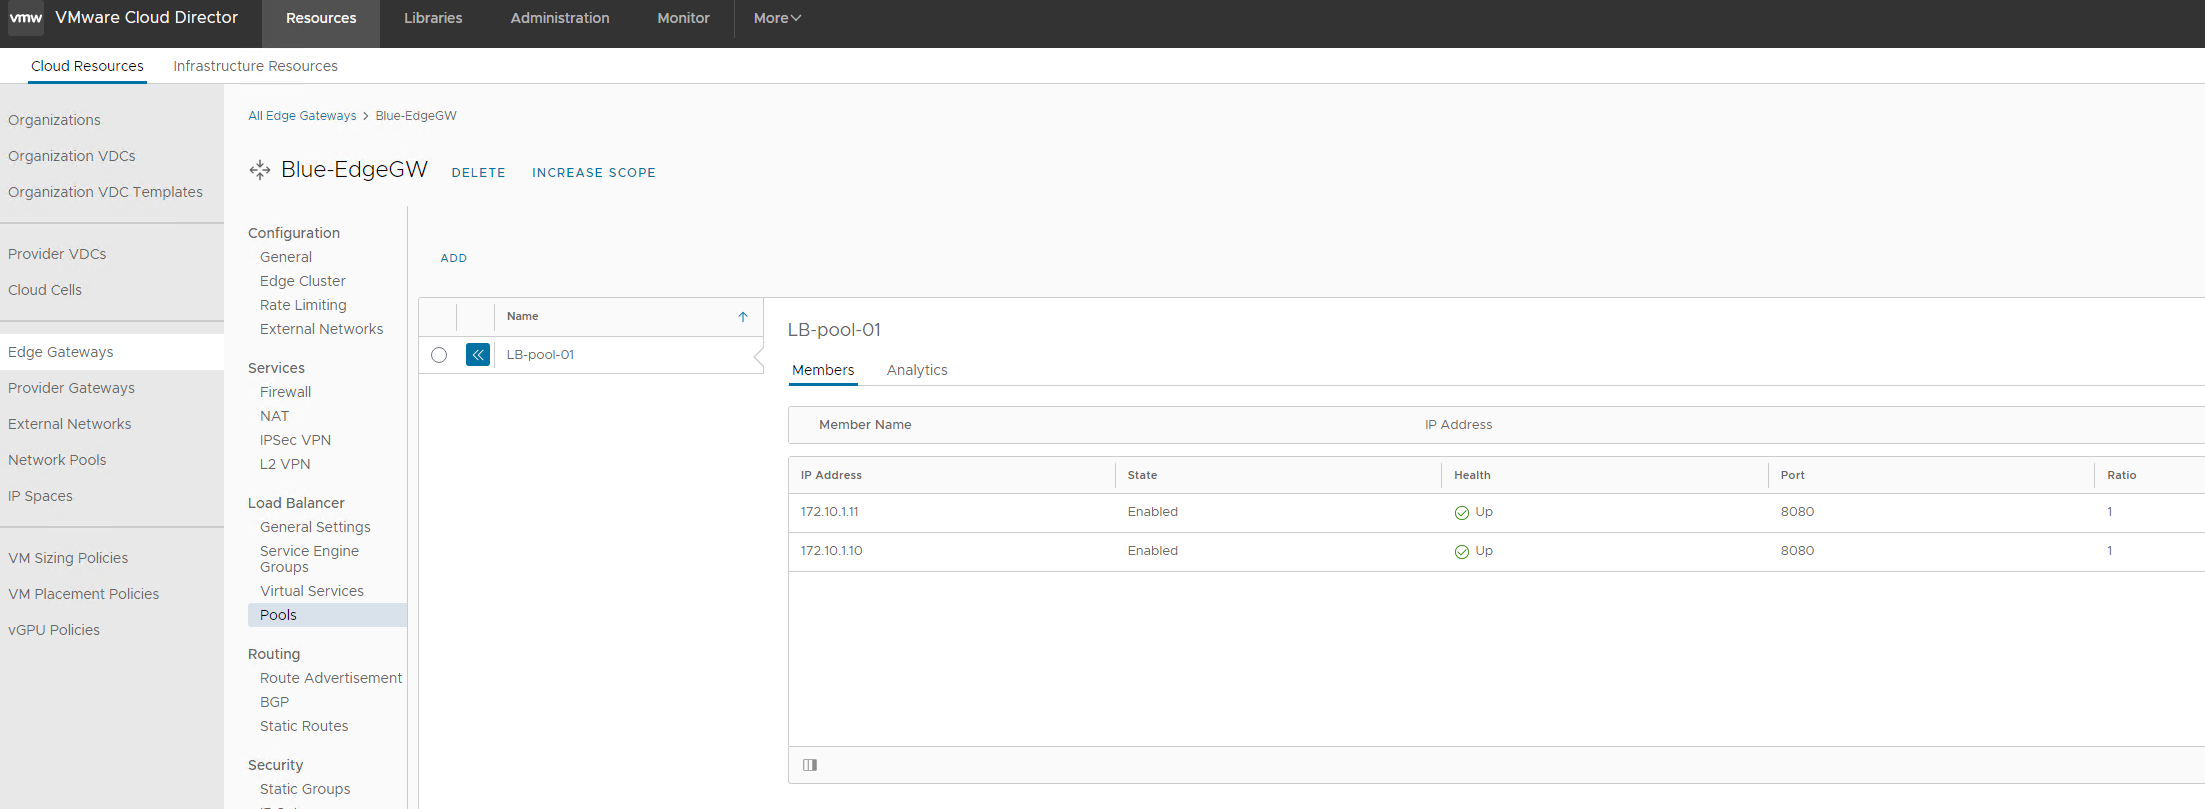 vmw VMware Cloud Director Resources Libraries Administration Monitor More
Cloud Resources Infrastructure Resources
Organizations
Organization VDCs
Organization VDC Templates
Provider VDCs
Cloud Cells
Edge Gateways
Provider Gateways
External Networks
Network Pools
IP Spaces
VM Sizing Policies
VM Placement Policies
vGPU Policies
All Edge Gateways > Blue-EdgeGW
Blue-EdgeGW DELETE INCREASE SCOPE
Configuration
General
Edge Cluster
Rate Limiting
External Networks
Services
Firewall
NAT
IPSec VPN
L2 VPN
Load Balancer
General Settings
Service Engine
Groups
Virtual Services
Pools
Routing
Route Advertisement
BGP
Static Routes
Security
Static Groups
ADD
Name
LB-pool-01
LB-pool-01
Members Analytics
Member Name IP Address
IP Address State Health Port Ratio
172.10.1.11 Enabled Up 8080 1
172.10.1.10 Enabled Up 8080 1